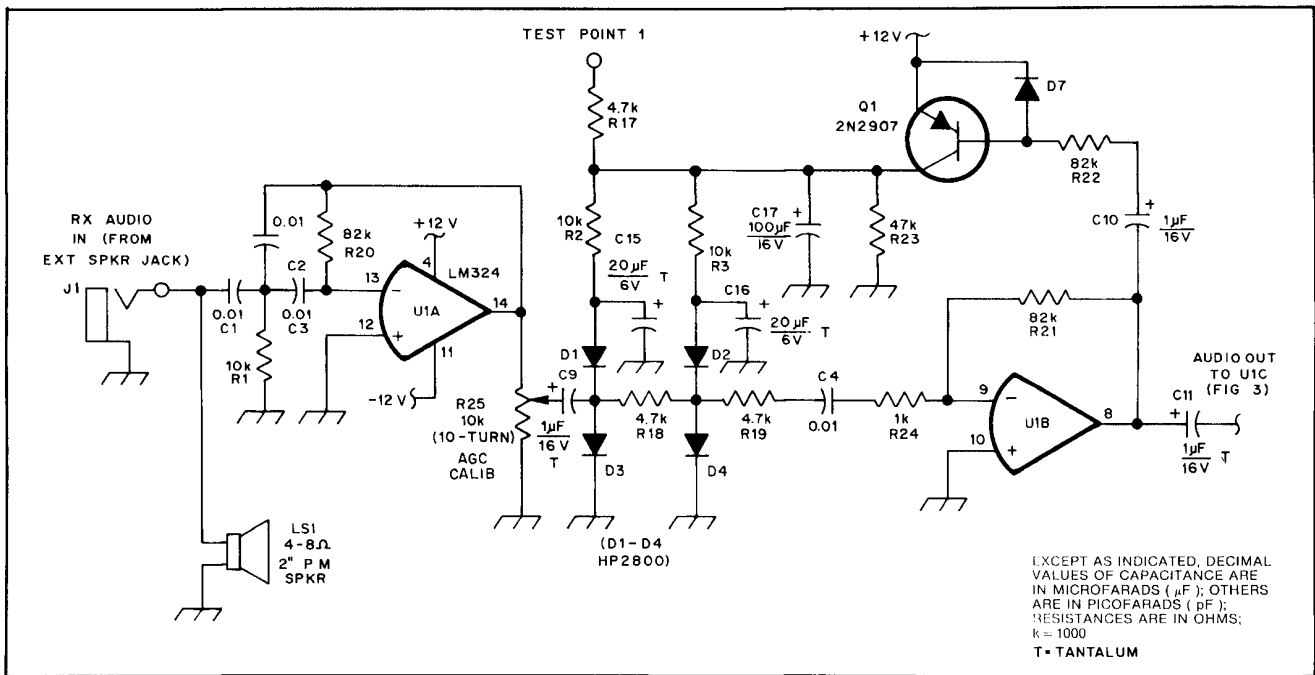 TEST POINT 1
4.7k
R17
+12V
D7
Q1
2N2907
82k
R22
C10
+
1µF
16V
RX AUDIO
IN (FROM
EXT SPKR JACK)
J1
0.01
82k
R20
C2
0.01
C1
0.01
C3
10k
R1
+12V
4
LM324
13
−
12
+
U1A
14
11
-12V
10k
R2
C15
20µF
6V
T
+
10k
R3
C16
20µF
6V
T
+
C17
100µF
16V
+
47k
R23
D1
D2
C9
+
1µF
16V
T
R25
10k
(10-TURN)
AGC
CALIB
4.7k
R18
4.7k
R19
C4
0.01
1k
R24
82k
R21
9
−
10
+
U1B
8
AUDIO OUT
TO U1C
(FIG 3)
C11
+
1µF
16V
T
D3
D4
(D1-D4
HP2800)
LS1
4-8Ω
2" P M
SPKR
EXCEPT AS INDICATED, DECIMAL
VALUES OF CAPACITANCE ARE
IN MICROFARADS (µF); OTHERS
ARE IN PICOFARADS (pF);
RESISTANCES ARE IN OHMS;
k = 1000
T = TANTALUM